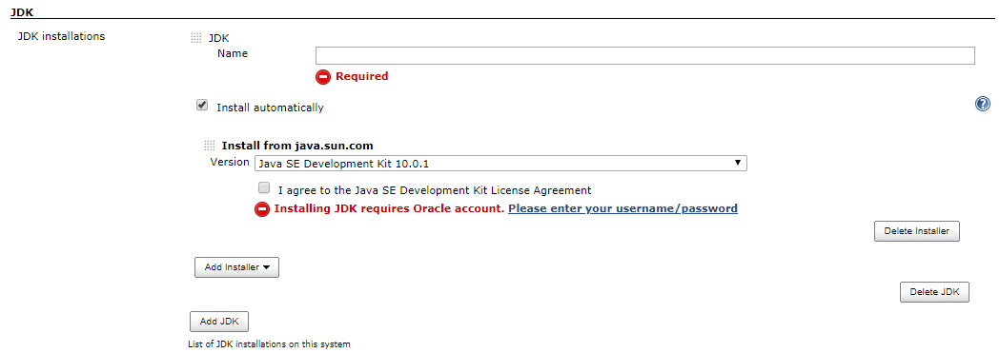 JDK
JDK installations
JDK
Name
Required
Install automatically
?
Install from java.sun.com
Version
Java SE Development Kit 10.0.1
I agree to the Java SE Development Kit License Agreement
Installing JDK requires Oracle account. Please enter your username/password
Delete Installer
Add Installer
Delete JDK
Add JDK
List of JDK installations on this system